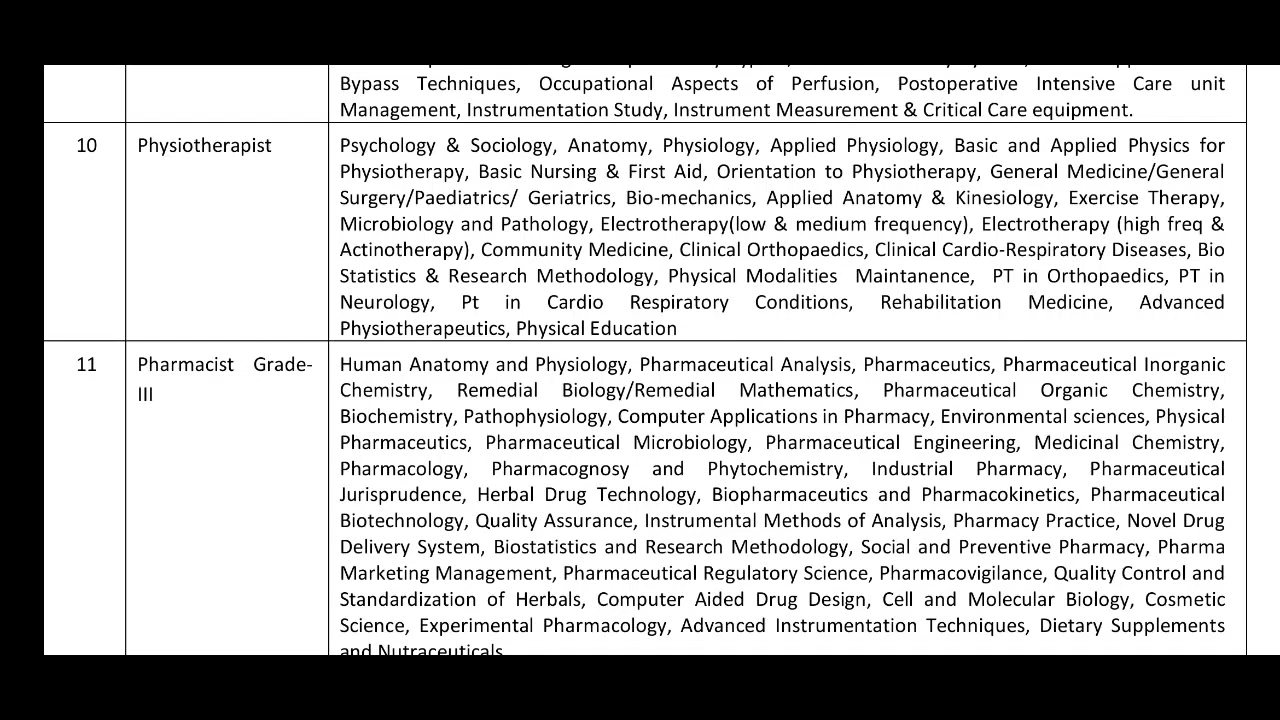 Bypass Techniques, Occupational Aspects of Perfusion, Postoperative Intensive Care unit
Management, Instrumentation Study, Instrument Measurement & Critical Care equipment.
10 Physiotherapist Psychology & Sociology, Anatomy, Physiology, Applied Physiology, Basic and Applied Physics for
Physiotherapy, Basic Nursing & First Aid, Orientation to Physiotherapy, General Medicine/General
Surgery/Paediatrics/ Geriatrics, Bio-mechanics, Applied Anatomy & Kinesiology, Exercise Therapy,
Microbiology and Pathology, Electrotherapy(low & medium frequency), Electrotherapy (high freq &
Actinotherapy), Community Medicine, Clinical Orthopaedics, Clinical Cardio-Respiratory Diseases, Bio
Statistics & Research Methodology, Physical Modalities Maintanence, PT in Orthopaedics, PT in
Neurology, Pt in Cardio Respiratory Conditions, Rehabilitation Medicine, Advanced
Physiotherapeutics, Physical Education
11 Pharmacist Grade- Human Anatomy and Physiology, Pharmaceutical Analysis, Pharmaceutics, Pharmaceutical Inorganic
III Chemistry, Remedial Biology/Remedial Mathematics, Pharmaceutical Organic Chemistry,
Biochemistry, Pathophysiology, Computer Applications in Pharmacy, Environmental sciences, Physical
Pharmaceutics, Pharmaceutical Microbiology, Pharmaceutical Engineering, Medicinal Chemistry,
Pharmacology, Pharmacognosy and Phytochemistry, Industrial Pharmacy, Pharmaceutical
Jurisprudence, Herbal Drug Technology, Biopharmaceutics and Pharmacokinetics, Pharmaceutical
Biotechnology, Quality Assurance, Instrumental Methods of Analysis, Pharmacy Practice, Novel Drug
Delivery System, Biostatistics and Research Methodology, Social and Preventive Pharmacy, Pharma
Marketing Management, Pharmaceutical Regulatory Science, Pharmacovigilance, Quality Control and
Standardization of Herbals, Computer Aided Drug Design, Cell and Molecular Biology, Cosmetic
Science, Experimental Pharmacology, Advanced Instrumentation Techniques, Dietary Supplements
and Nutraceuticals